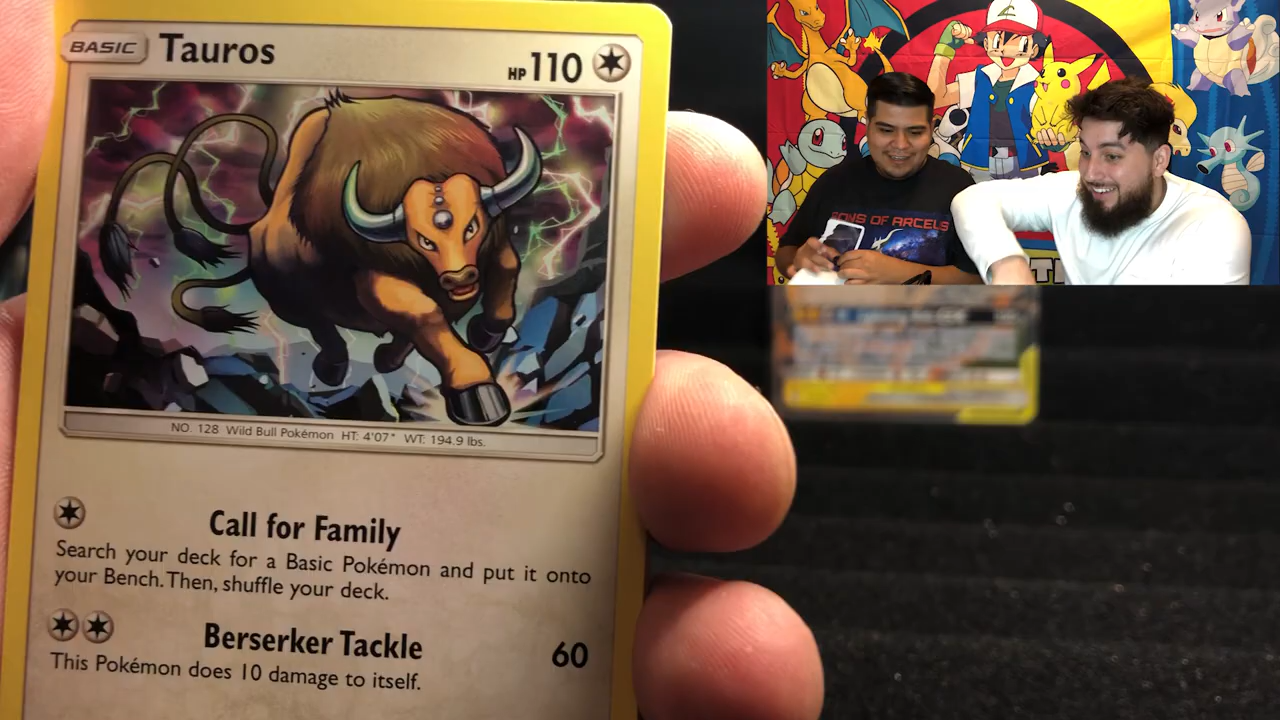 BASIC Tauros HP 110
NO. 128 Wild Bull Pokémon HT: 4'07" WT: 194.9 lbs.
Call for Family
Search your deck for a Basic Pokémon and put it onto
your Bench. Then, shuffle your deck.
Berserker Tackle 60
This Pokémon does 10 damage to itself.
SONS OF ARCEUS